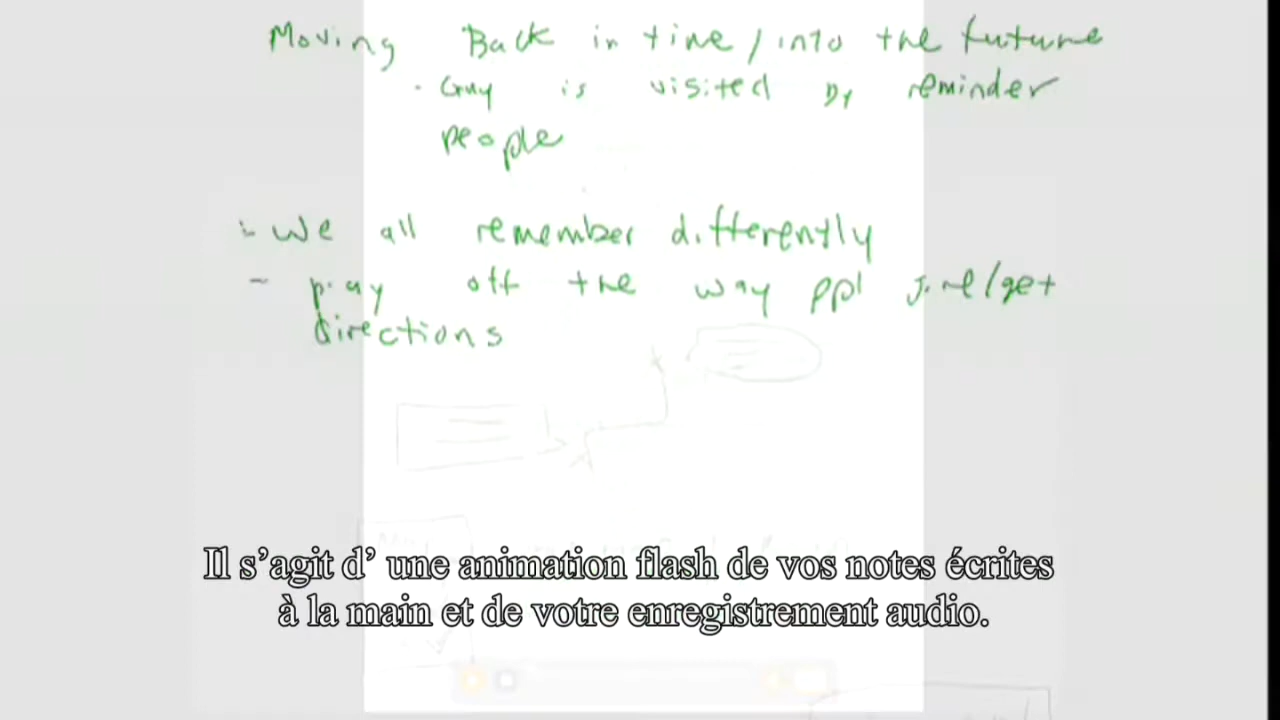 Moving Back in time/into the future
· Guy is visited by reminder
people
: We all remember differently
- play off the way ppl give/get
directions
Il s’agit d’ une animation flash de vos notes écrites
à la main et de votre enregistrement audio.